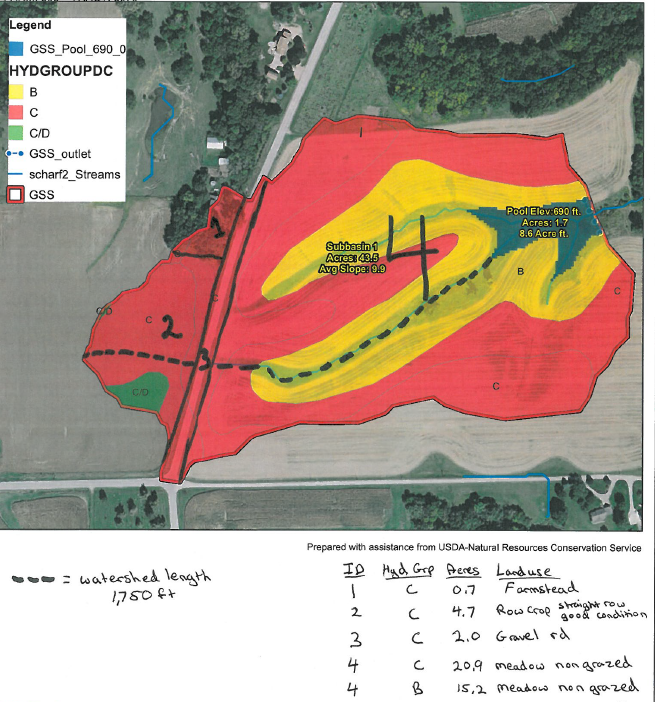 Legend
GSS_Pool_690_0
HYDGROUPDC
B
C
C/D
GSS_outlet
scharf2_Streams
GSS
1
1
Pool Elev:690 ft.
Acres: 1.7
8.6 Acre ft.
4
Subbasin 1
Acres: 43.5
Avg Slope: 9.9
B
C
C
C/D
C
2
3
C/D
C
C
Prepared with assistance from USDA-Natural Resources Conservation Service
= watershed length
1,750 ft
ID Hyd Grp Acres Landuse
1 C 0.7 Farmstead
2 C 4.7 Row crop straight row good condition
3 C 2.0 Gravel rd
4 C 20.9 meadow non grazed
4 B 15.2 meadow non grazed